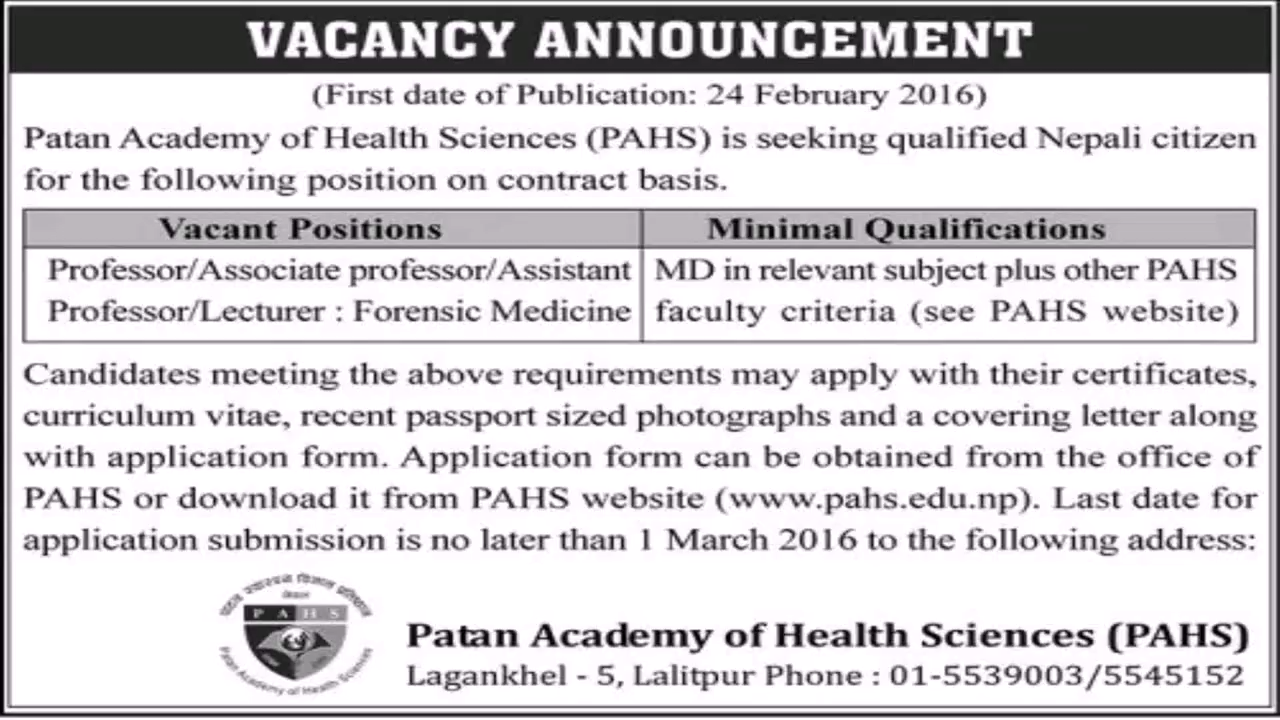 VACANCY ANNOUNCEMENT
(First date of Publication: 24 February 2016)
Patan Academy of Health Sciences (PAHS) is seeking qualified Nepali citizen
for the following position on contract basis.
Vacant Positions Minimal Qualifications
Professor/Associate professor/Assistant MD in relevant subject plus other PAHS
Professor/Lecturer : Forensic Medicine faculty criteria (see PAHS website)
Candidates meeting the above requirements may apply with their certificates,
curriculum vitae, recent passport sized photographs and a covering letter along
with application form. Application form can be obtained from the office of
PAHS or download it from PAHS website (www.pahs.edu.np). Last date for
application submission is no later than 1 March 2016 to the following address:
PAHS
Patan Academy of Health Sciences
Patan Academy of Health Sciences (PAHS)
Lagankhel - 5, Lalitpur Phone : 01-5539003/5545152